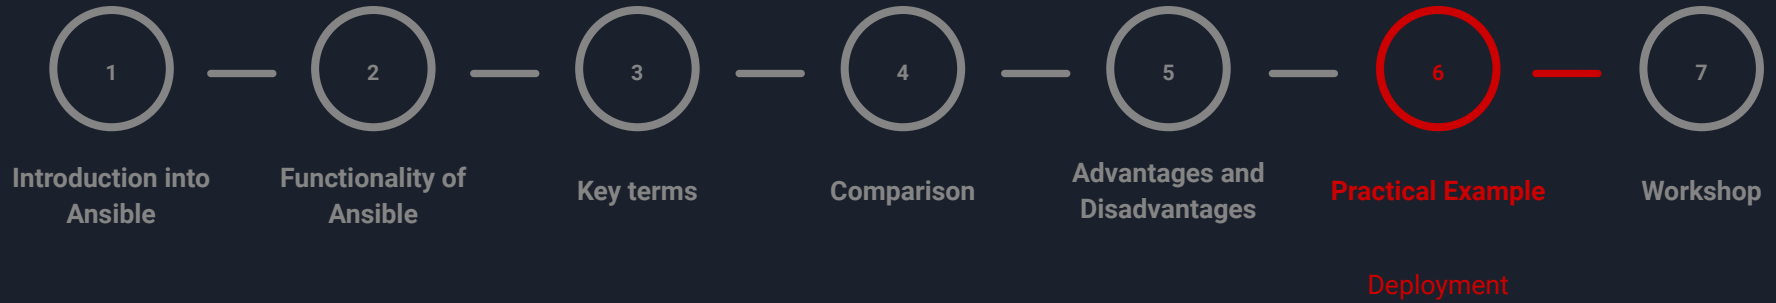 1
2
3
4
5
6
7
Introduction into
Ansible
Functionality of
Ansible
Key terms
Comparison
Advantages and
Disadvantages
Practical Example
Workshop
Deployment